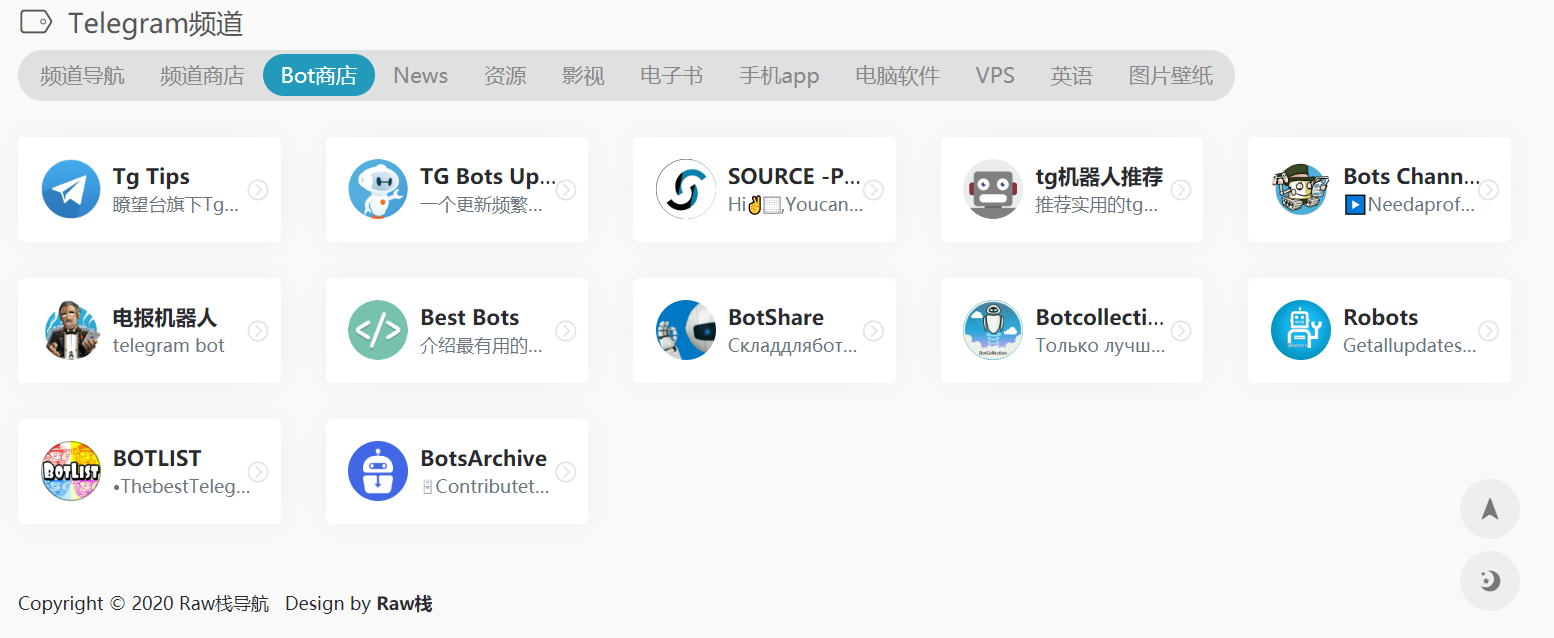 Telegram频道
频道导航 频道商店 Bot商店 News 资源 影视 电子书 手机app 电脑软件 VPS 英语 图片壁纸
Tg Tips
瞭望台旗下Tg...
TG Bots Up...
一个更新频繁...
SOURCE -P...
Hi✌️⬜,Youcan...
tg机器人推荐
推荐实用的tg...
Bots Chann...
▶️Needaprof...
电报机器人
telegram bot
Best Bots
介绍最有用的...
BotShare
Складдлябот...
Botcollecti...
Только лучш...
BotCollection
Robots
Getallupdates...
BOTLIST
BOTLIST
•ThebestTeleg...
BotsArchive
🗄Contributet...
Copyright © 2020 Raw栈导航 Design by Raw栈